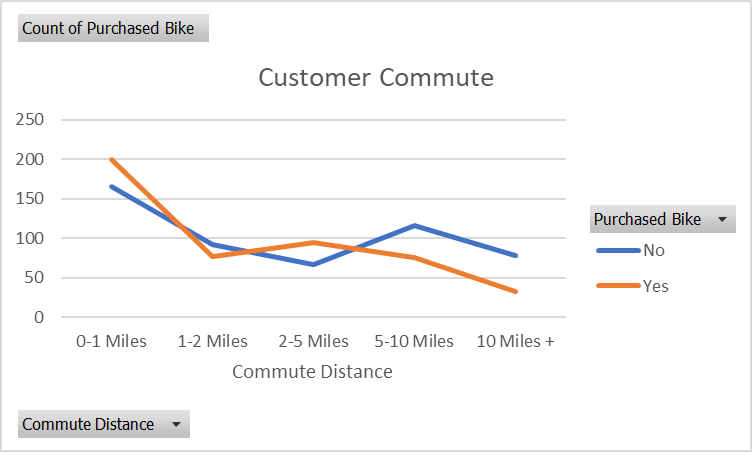 Count of Purchased Bike
Customer Commute
250
200
150
100
50
0
0-1 Miles 1-2 Miles 2-5 Miles 5-10 Miles 10 Miles +
Commute Distance
Purchased Bike
No
Yes
Commute Distance